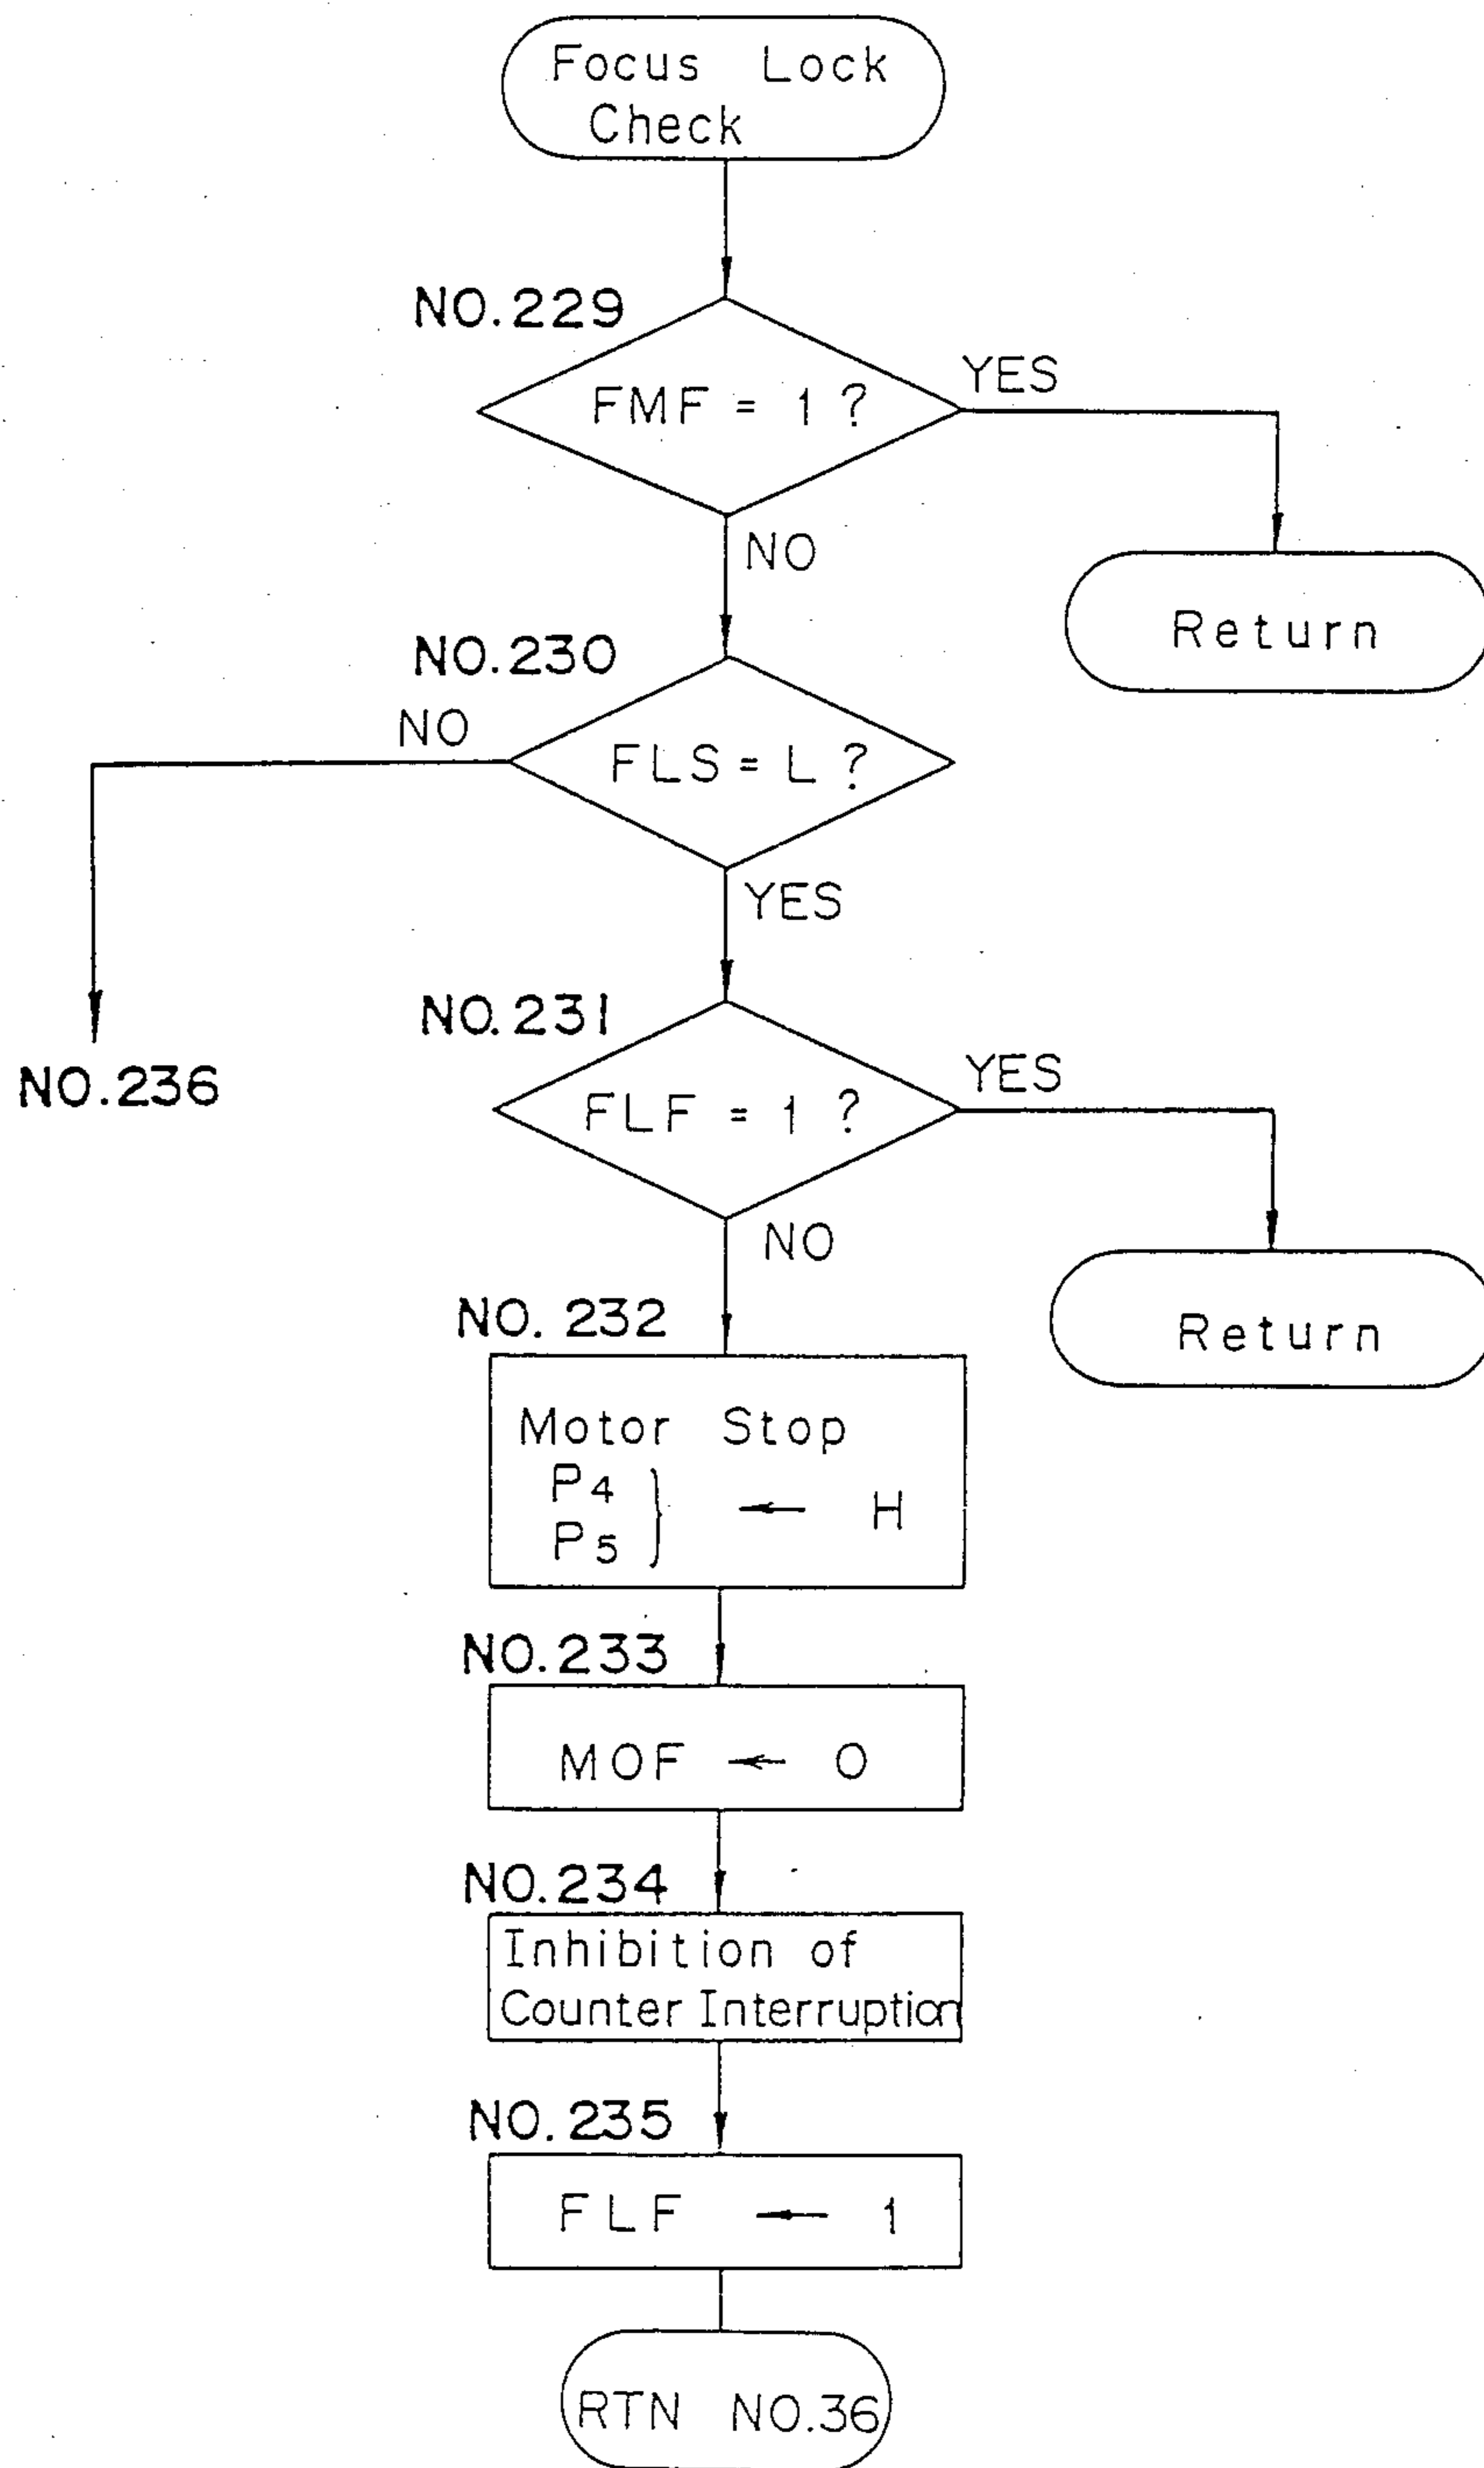 Focus Lock
Check
NO.229
FMF = 1 ?
YES
NO
Return
NO.230
NO
FLS = L ?
YES
NO.231
NO.236
FLF = 1 ?
YES
NO
Return
NO. 232
Motor Stop
P4
P5 } ← H
NO.233
MOF ← 0
NO.234
Inhibition of
Counter Interruption
NO. 235
FLF ← 1
RTN NO.36